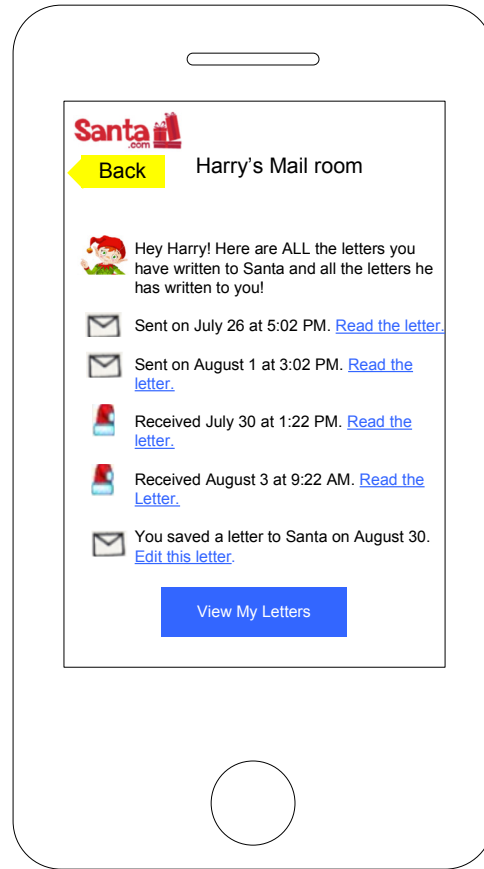 Santa
.com
Back
Harry’s Mail room
Hey Harry! Here are ALL the letters you
have written to Santa and all the letters he
has written to you!
Sent on July 26 at 5:02 PM. Read the letter.
Sent on August 1 at 3:02 PM. Read the
letter.
Received July 30 at 1:22 PM. Read the
letter.
Received August 3 at 9:22 AM. Read the
Letter.
You saved a letter to Santa on August 30.
Edit this letter.
View My Letters